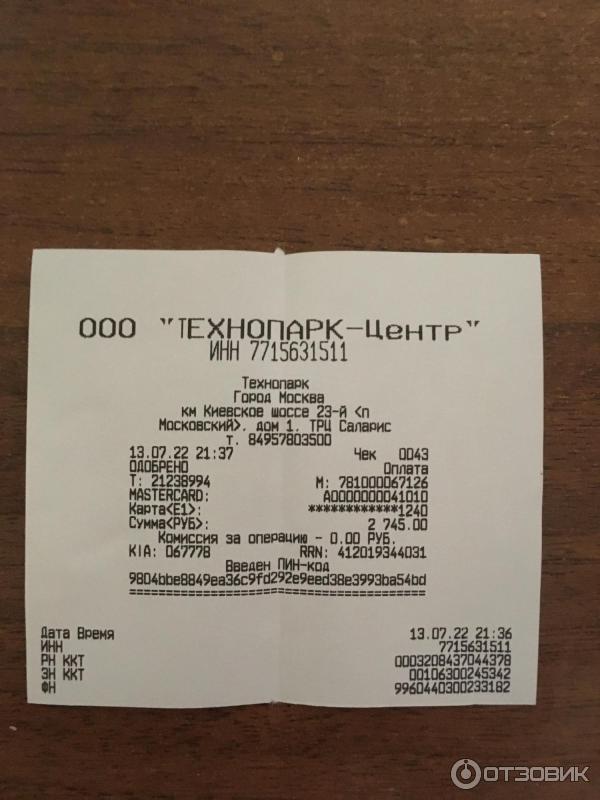 ООО "ТЕХНОПАРК-Центр"
ИНН 7715631511
Технопарк
Город Москва
км Киевское шоссе 23-й <п
Московский>, дом 1, ТРЦ Саларис
т. 84957803500
13.07.22 21:37 Чек 0043
ОДОБРЕНО Оплата
Т: 21238994 М: 781000067126
MASTERCARD: A0000000041010
Карта<Е1>: ************1240
Сумма<РУБ>: 2 745.00
Комиссия за операцию - 0.00 РУБ.
КІА: 067778 RRN: 412019344031
Введен ПИН-код
9804bbe8849ea36c9fd292e9eed38e3993ba54bd
========================================
Дата Время 13.07.22 21:36
ИНН 7715631511
РН ККТ 0003208437044378
ЗН ККТ 00106300245342
ФН 9960440300233182
ОТЗОВИК